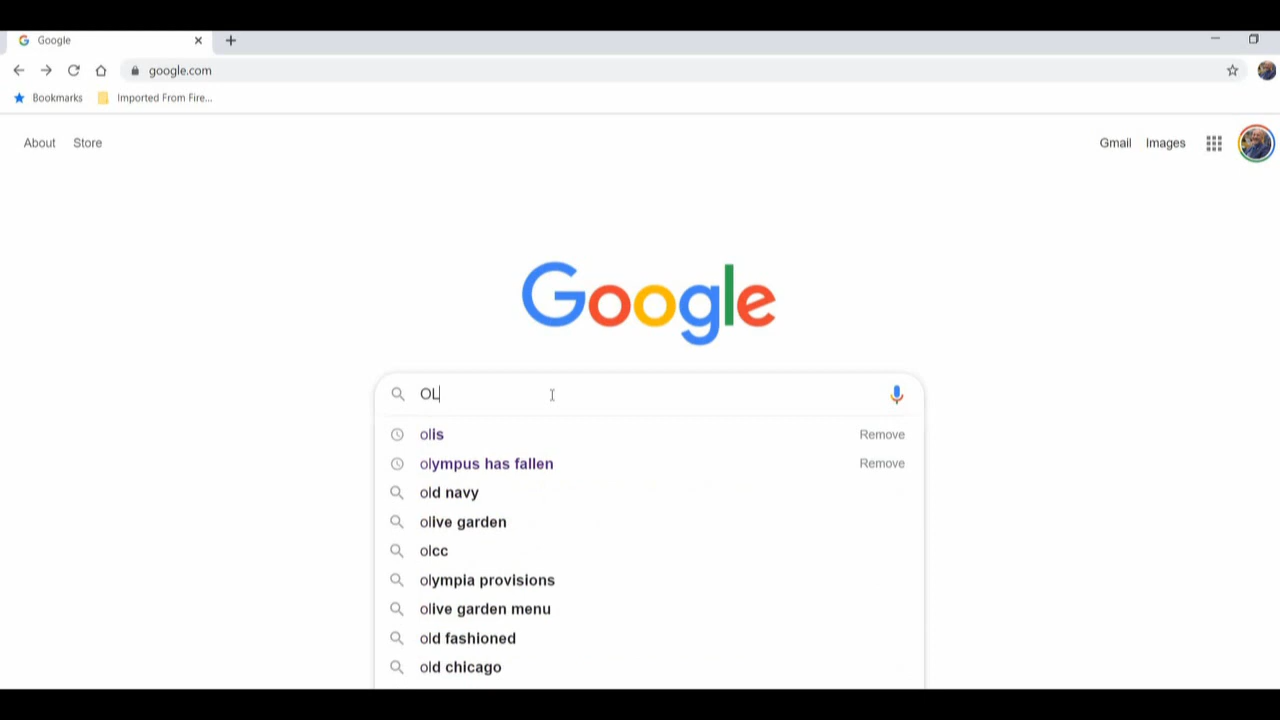 Google
google.com
Bookmarks Imported From Fire...
About Store Gmail Images
Google
OL
olis Remove
olympus has fallen Remove
old navy
olive garden
olcc
olympia provisions
olive garden menu
old fashioned
old chicago